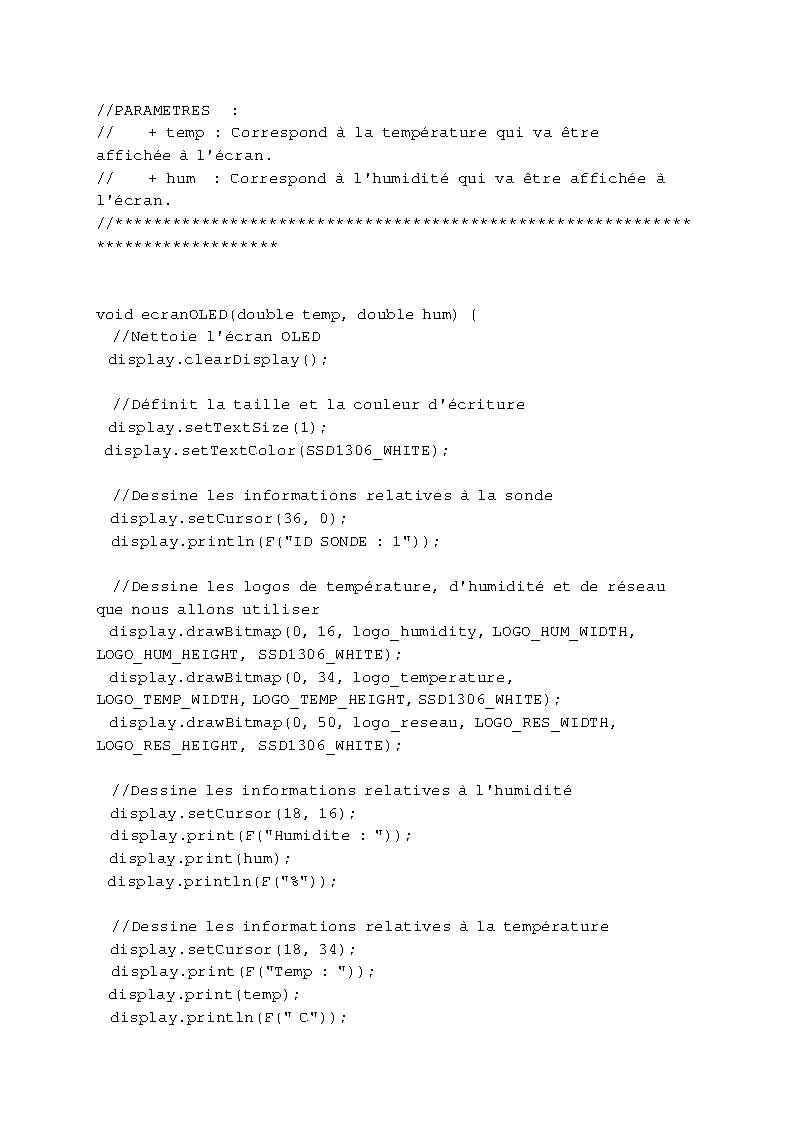 //PARAMETRES  :
//    + temp : Correspond à la température qui va être
affichée à l'écran.
//    + hum  : Correspond à l'humidité qui va être affichée à
l'écran.
//************************************************************
*******************
void ecranOLED(double temp, double hum) {
  //Nettoie l'écran OLED
  display.clearDisplay();
  //Définit la taille et la couleur d'écriture
  display.setTextSize(1);
  display.setTextColor(SSD1306_WHITE);
  //Dessine les informations relatives à la sonde
  display.setCursor(36, 0);
  display.println(F("ID SONDE : 1"));
  //Dessine les logos de température, d'humidité et de réseau
que nous allons utiliser
  display.drawBitmap(0, 16, logo_humidity, LOGO_HUM_WIDTH,
LOGO_HUM_HEIGHT, SSD1306_WHITE);
  display.drawBitmap(0, 34, logo_temperature,
LOGO_TEMP_WIDTH, LOGO_TEMP_HEIGHT, SSD1306_WHITE);
  display.drawBitmap(0, 50, logo_reseau, LOGO_RES_WIDTH,
LOGO_RES_HEIGHT, SSD1306_WHITE);
  //Dessine les informations relatives à l'humidité
  display.setCursor(18, 16);
  display.print(F("Humidite : "));
  display.print(hum);
  display.println(F("%"));
  //Dessine les informations relatives à la température
  display.setCursor(18, 34);
  display.print(F("Temp : "));
  display.print(temp);
  display.println(F(" C"));